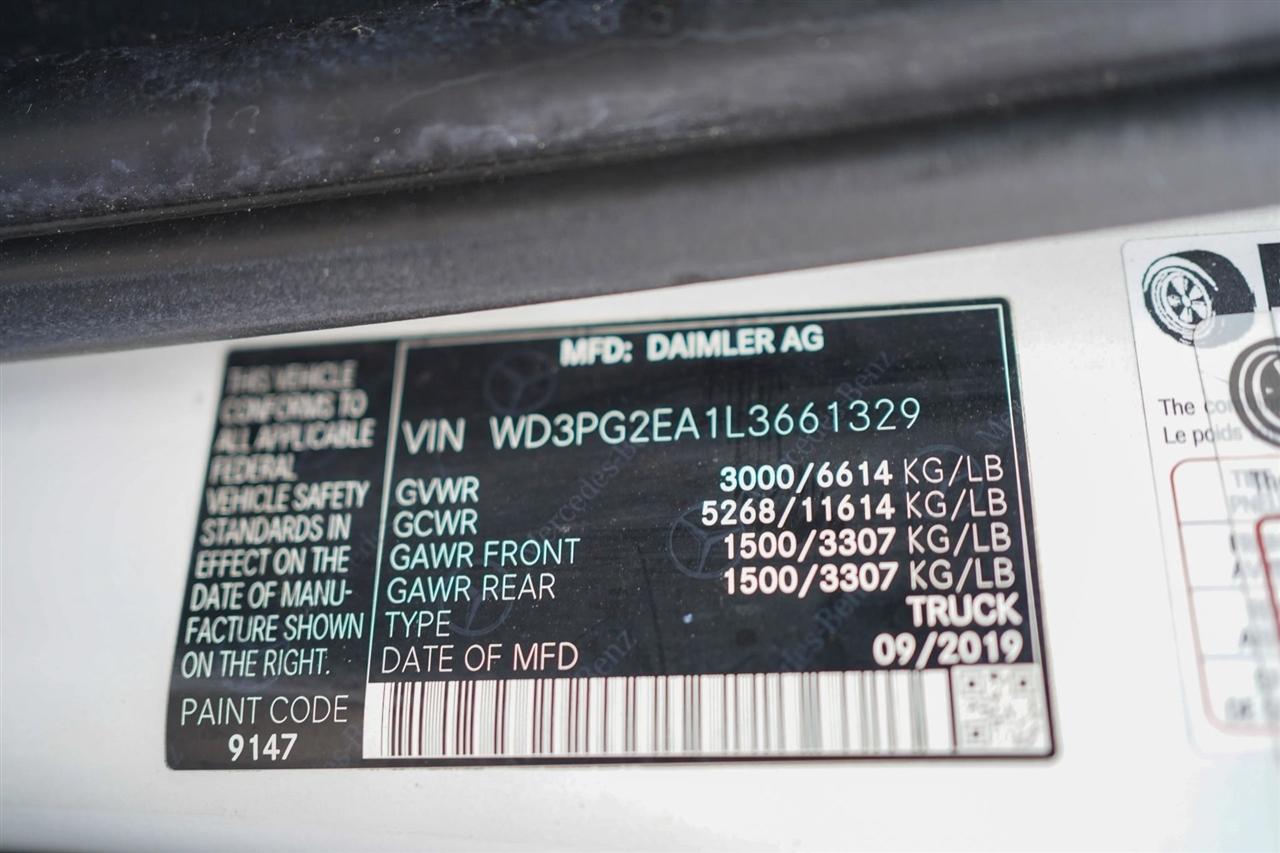 MFD: DAIMLER AG
THIS VEHICLE
CONFORMS TO
ALL APPLICABLE
FEDERAL
VEHICLE SAFETY
STANDARDS IN
EFFECT ON THE
DATE OF MANU-
FACTURE SHOWN
ON THE RIGHT.
PAINT CODE
9147
VIN WD3PG2EA1L3661329
GVWR 3000/6614 KG/LB
GCWR 5268/11614 KG/LB
GAWR FRONT 1500/3307 KG/LB
GAWR REAR 1500/3307 KG/LB
TYPE TRUCK
DATE OF MFD 09/2019
Mercedes-Benz
The
Le poids